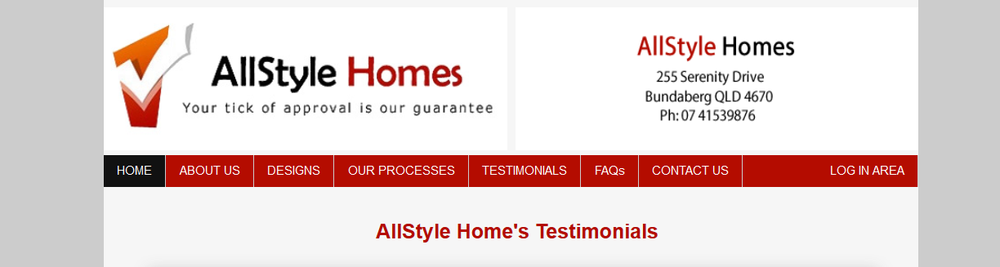 AllStyle Homes
Your tick of approval is our guarantee
AllStyle Homes
255 Serenity Drive
Bundaberg QLD 4670
Ph: 07 41539876
HOME ABOUT US DESIGNS OUR PROCESSES TESTIMONIALS FAQs CONTACT US LOG IN AREA
AllStyle Home's Testimonials